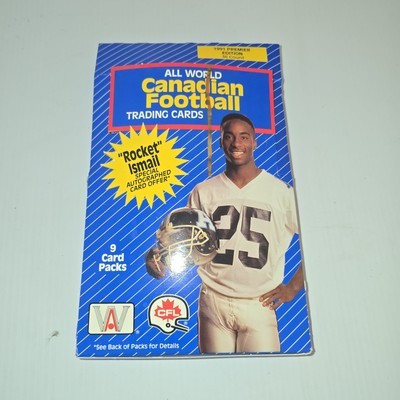 1991 PREMIER
EDITION
ALL WORLD
Canadian
Football
TRADING CARDS
"Rocket"
Ismail
SPECIAL
AUTOGRAPHED
CARD OFFER*
25
9
Card
Packs
CFL
*See Back of Packs for Details